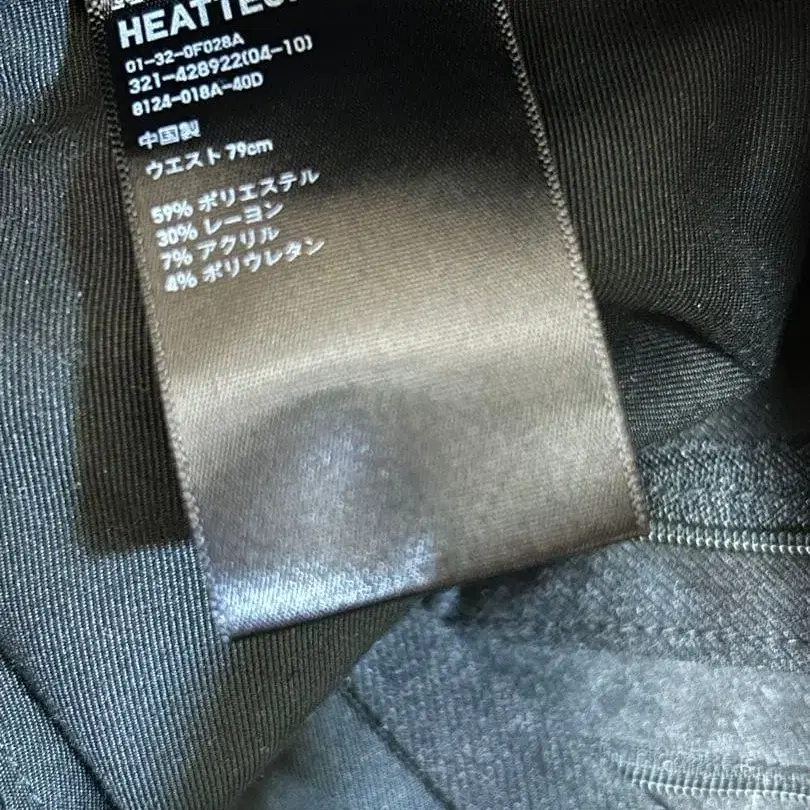 HEATTEC
01-32-0F028A
321-428922(04-10)
8124-018A-40D
中国製
ウエスト 79cm
59% ポリエステル
30% レーヨン
7% アクリル
4% ポリウレタン